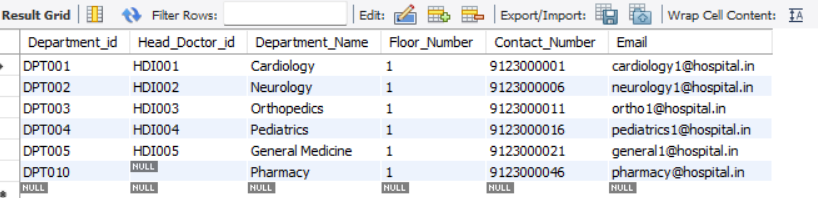 Result Grid Filter Rows: Edit: Export/Import: Wrap Cell Content: IA
Department_id Head_Doctor_id Department_Name Floor_Number Contact_Number Email
DPT001 HDI001 Cardiology 1 9123000001 cardiology1@hospital.in
DPT002 HDI002 Neurology 1 9123000006 neurology1@hospital.in
DPT003 HDI003 Orthopedics 1 9123000011 ortho1@hospital.in
DPT004 HDI004 Pediatrics 1 9123000016 pediatrics1@hospital.in
DPT005 HDI005 General Medicine 1 9123000021 general1@hospital.in
DPT010 NULL Pharmacy 1 9123000046 pharmacy@hospital.in
NULL NULL NULL NULL NULL NULL